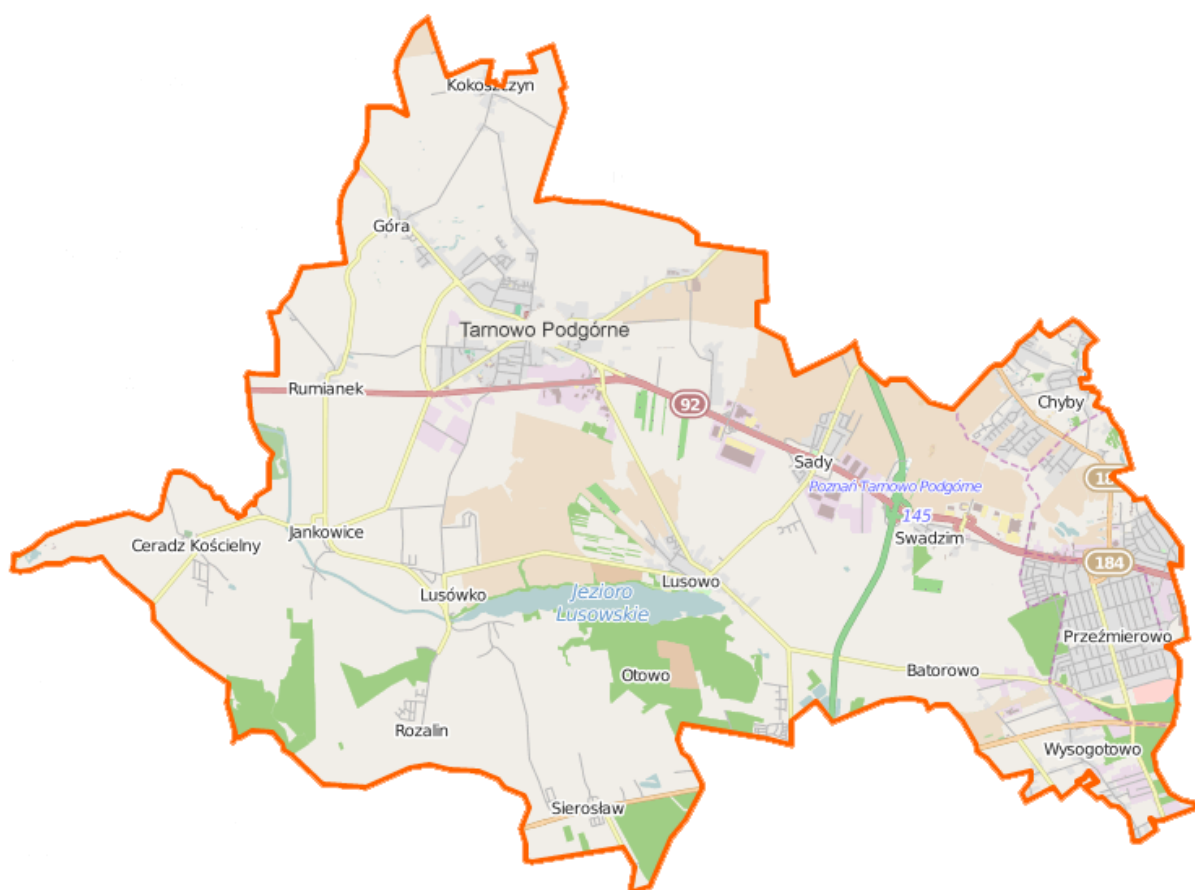 Kokoszczyn
Góra
Tarnowo Podgórne
Rumianek
92
Chyby
Sady
Poznań Tarnowo Podgórne
145
Swadzim
Ceradz Kościelny
Jankowice
Lusówko
Jezioro
Lusowskie
Lusowo
184
Przeźmierowo
Otowo
Batorowo
Rozalin
Wysogotowo
Sierosław